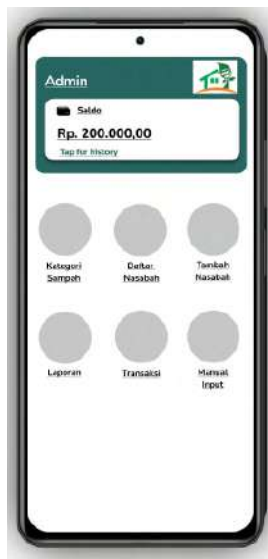 Admin
Saldo
Rp. 200.000,00
Tap for history
Kategori
Sampah
Daftar
Nasabah
Tambah
Nasabah
Laporan
Transaksi
Manual
Input